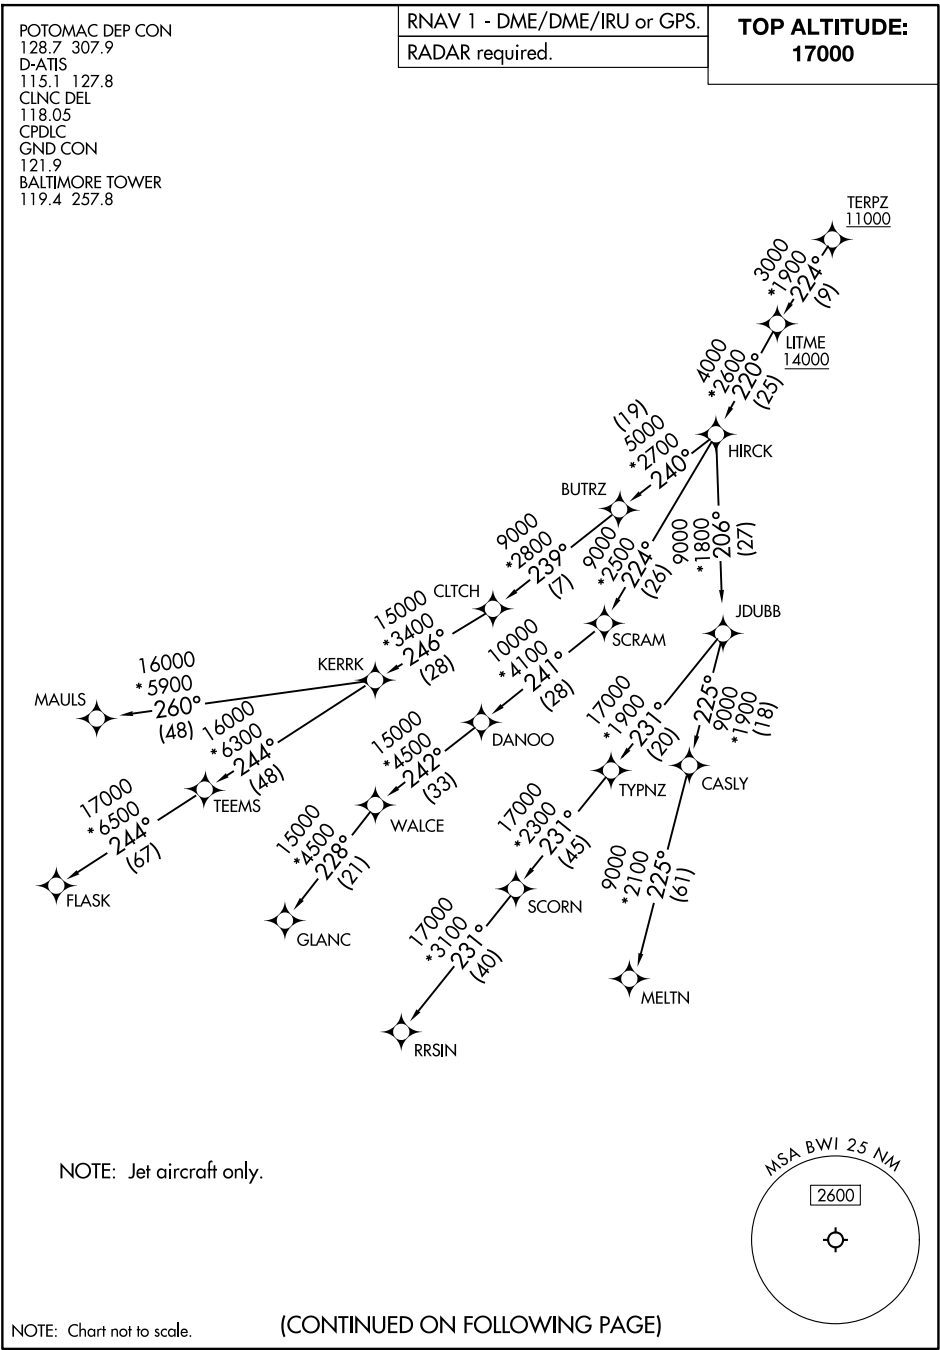 POTOMAC DEP CON
128.7 307.9
D-ATIS
115.1 127.8
CLNC DEL
118.05
CPDLC
GND CON
121.9
BALTIMORE TOWER
119.4 257.8
RNAV 1 - DME/DME/IRU or GPS.
RADAR required.
TOP ALTITUDE:
17000
TERPZ
11000
3000
*1900
224°
(9)
LITME
14000
4000
*2600
220°
(25)
HIRCK
(19)
5000
*2700
240°
BUTRZ
9000
*2800
239°
(7)
9000
*2500
224°
(26)
9000
*1800
206°
(27)
CLTCH
SCRAM
JDUBB
15000
*3400
246°
(28)
10000
*4100
241°
(28)
KERRK
16000
*5900
260°
(48)
MAULS
16000
*6300
244°
(48)
TEEMS
17000
*6500
244°
(67)
FLASK
DANOO
15000
*4500
242°
(33)
WALCE
15000
*4500
228°
(21)
GLANC
17000
*1900
231°
(20)
TYPNZ
225°
9000
*1900
(18)
CASLY
17000
*2300
231°
(45)
SCORN
17000
*3100
231°
(40)
RRSIN
9000
*2100
225°
(61)
MELTN
NOTE: Jet aircraft only.
MSA BWI 25 NM
2600
NOTE: Chart not to scale.
(CONTINUED ON FOLLOWING PAGE)